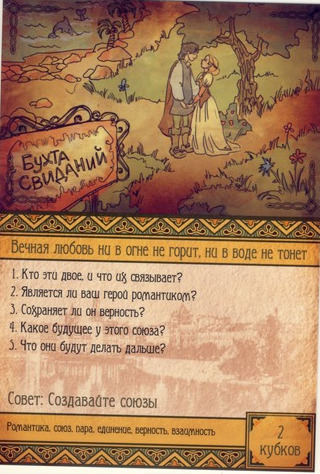 БУХТА
СВИДАНИЙ
Вечная любовь ни в огне не горит, ни в воде не тонет
1. Кто эти двое, и что их связывает?
2. Является ли ваш герой романтиком?
3. Сохраняет ли он верность?
4. Какое будущее у этого союза?
5. Что они будут делать дальше?
Совет: Создавайте союзы
Романтика, союз, пара, единение, верность, взаимность
2
кубков